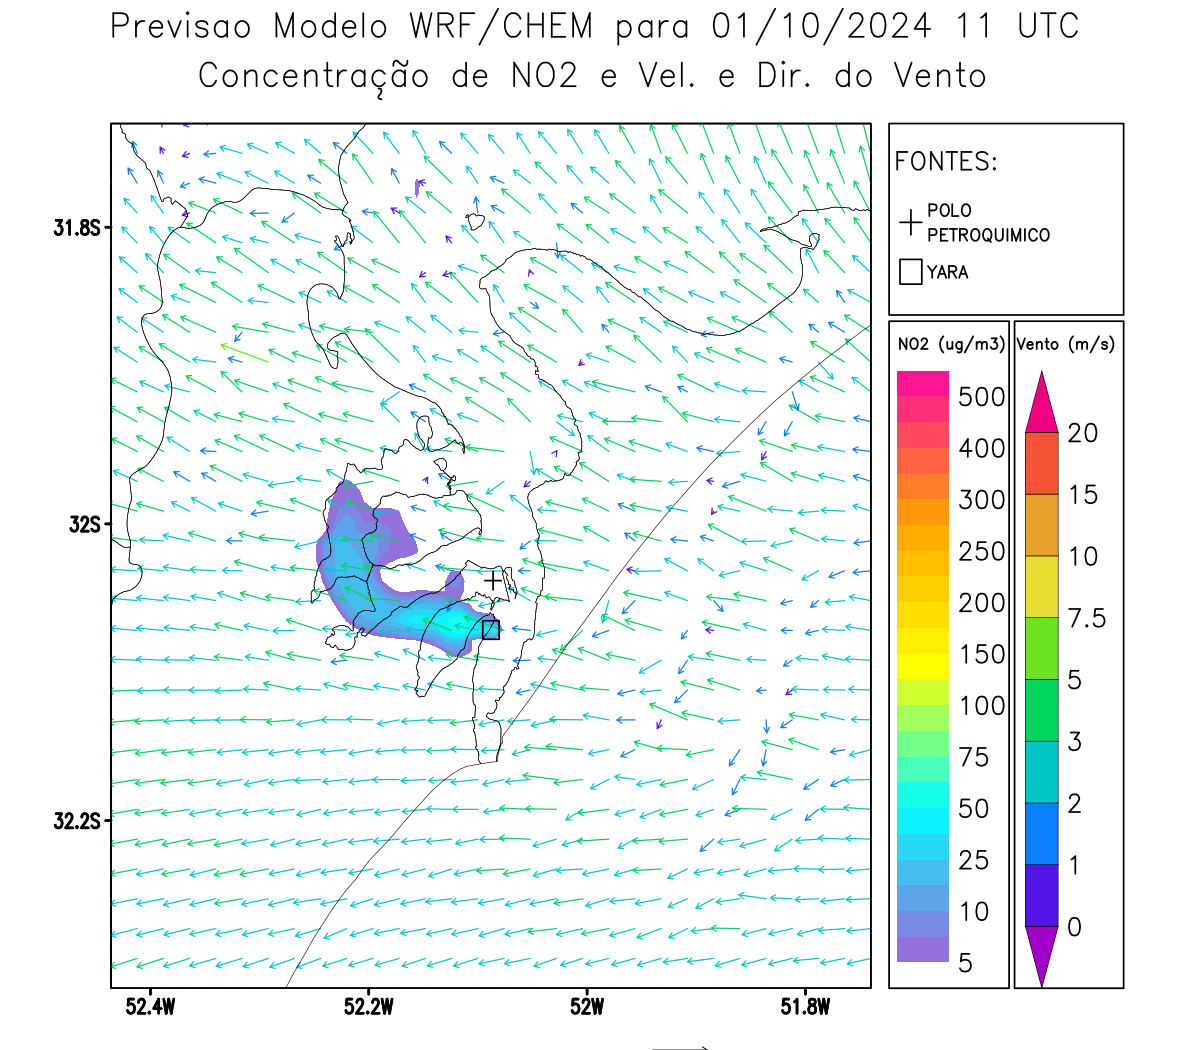 Previsao Modelo WRF/CHEM para 01/10/2024 11 UTC
Concentração de NO2 e Vel. e Dir. do Vento
FONTES:
POLO
PETROQUIMICO
YARA
NO2 (ug/m3)
500
400
300
250
200
150
100
75
50
25
10
5
Vento (m/s)
20
15
10
7.5
5
3
2
1
0
31.8S
32S
32.2S
52.4W
52.2W
52W
51.8W